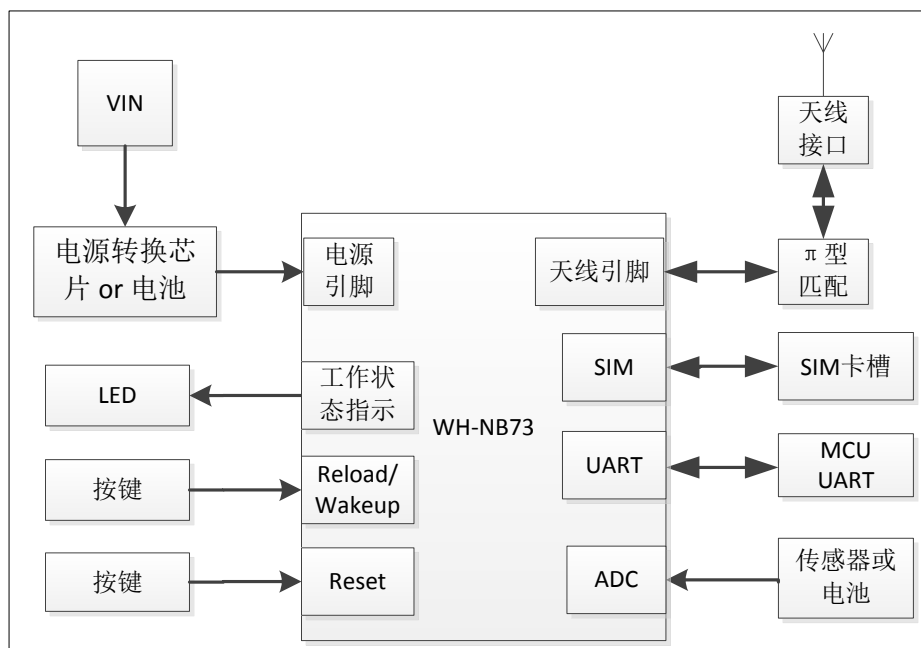 VIN
天线
接口
电源转换芯
片 or 电池
电源
引脚
天线引脚
π 型
匹配
LED
工作状
态指示
WH-NB73
SIM
SIM卡槽
按键
Reload/
Wakeup
UART
MCU
UART
按键
Reset
ADC
传感器或
电池